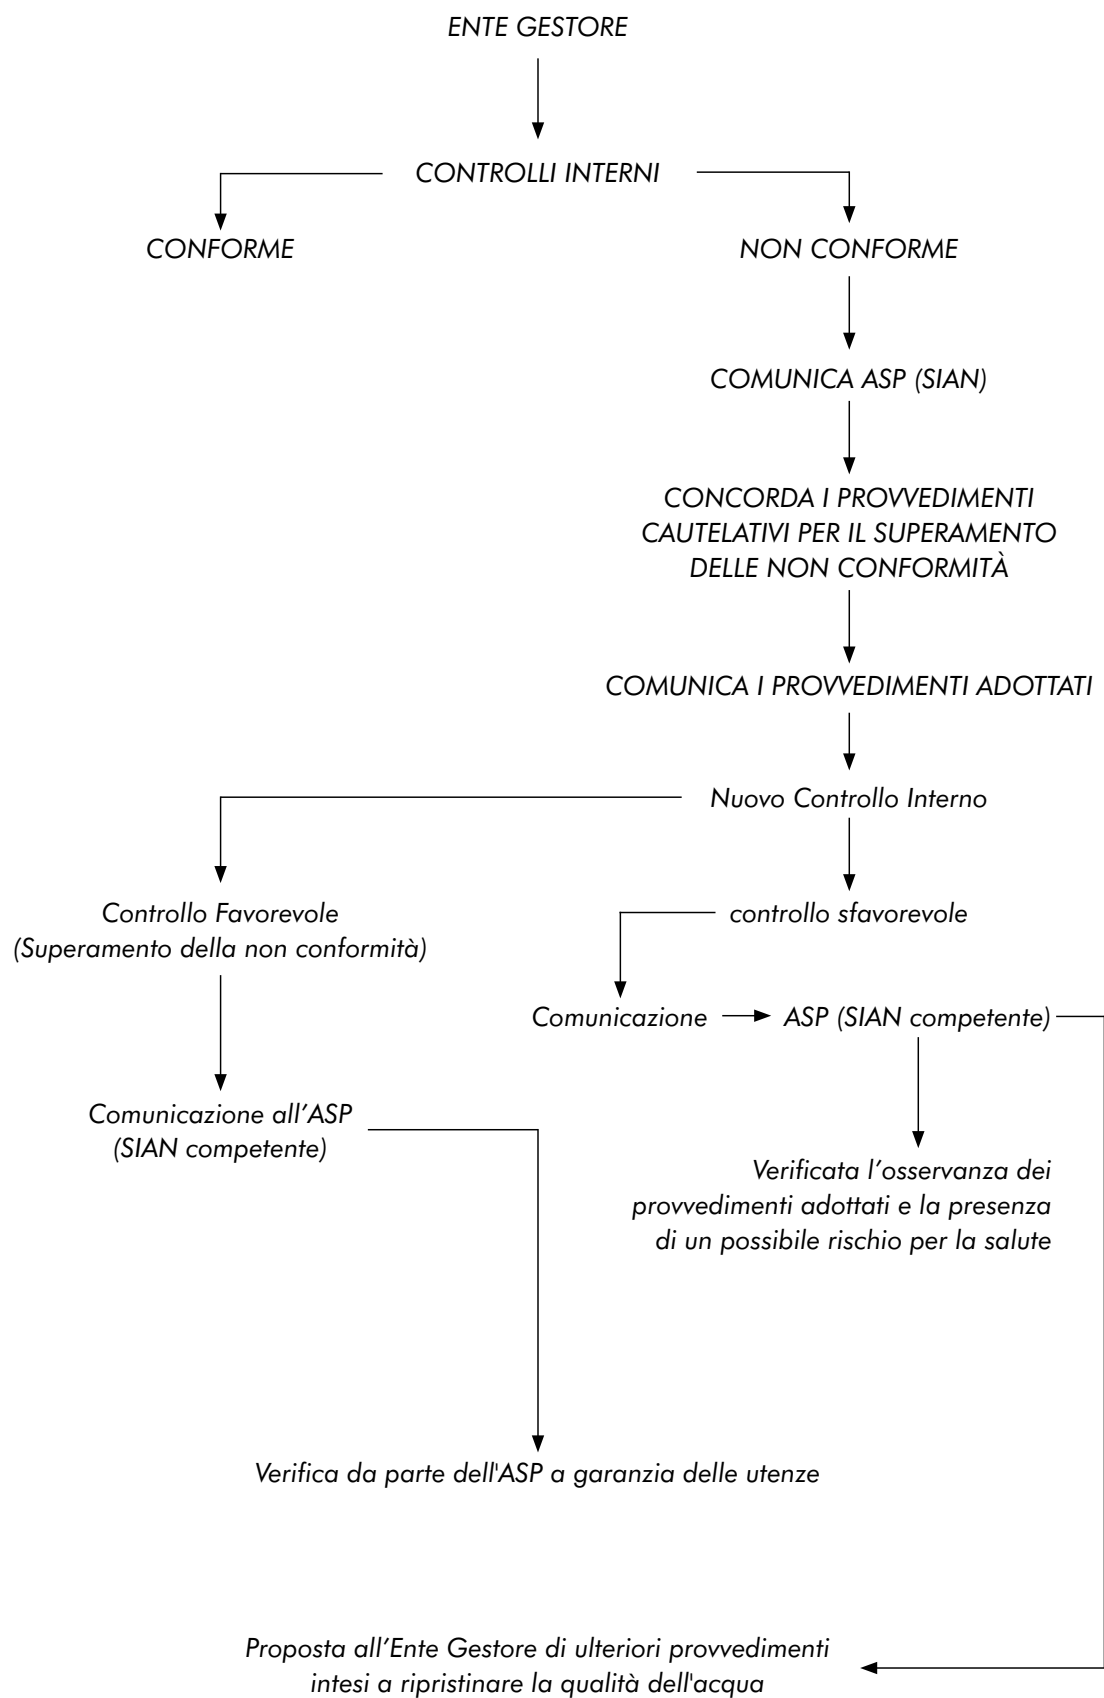 ENTE GESTORE
CONTROLLI INTERNI
CONFORME
NON CONFORME
COMUNICA ASP (SIAN)
CONCORDA I PROVVEDIMENTI
CAUTELATIVI PER IL SUPERAMENTO
DELLE NON CONFORMITÀ
COMUNICA I PROVVEDIMENTI ADOTTATI
Nuovo Controllo Interno
Controllo Favorevole
(Superamento della non conformità)
controllo sfavorevole
Comunicazione
ASP (SIAN competente)
Comunicazione all’ASP
(SIAN competente)
Verificata l’osservanza dei
provvedimenti adottati e la presenza
di un possibile rischio per la salute
Verifica da parte dell'ASP a garanzia delle utenze
Proposta all’Ente Gestore di ulteriori provvedimenti
intesi a ripristinare la qualità dell'acqua